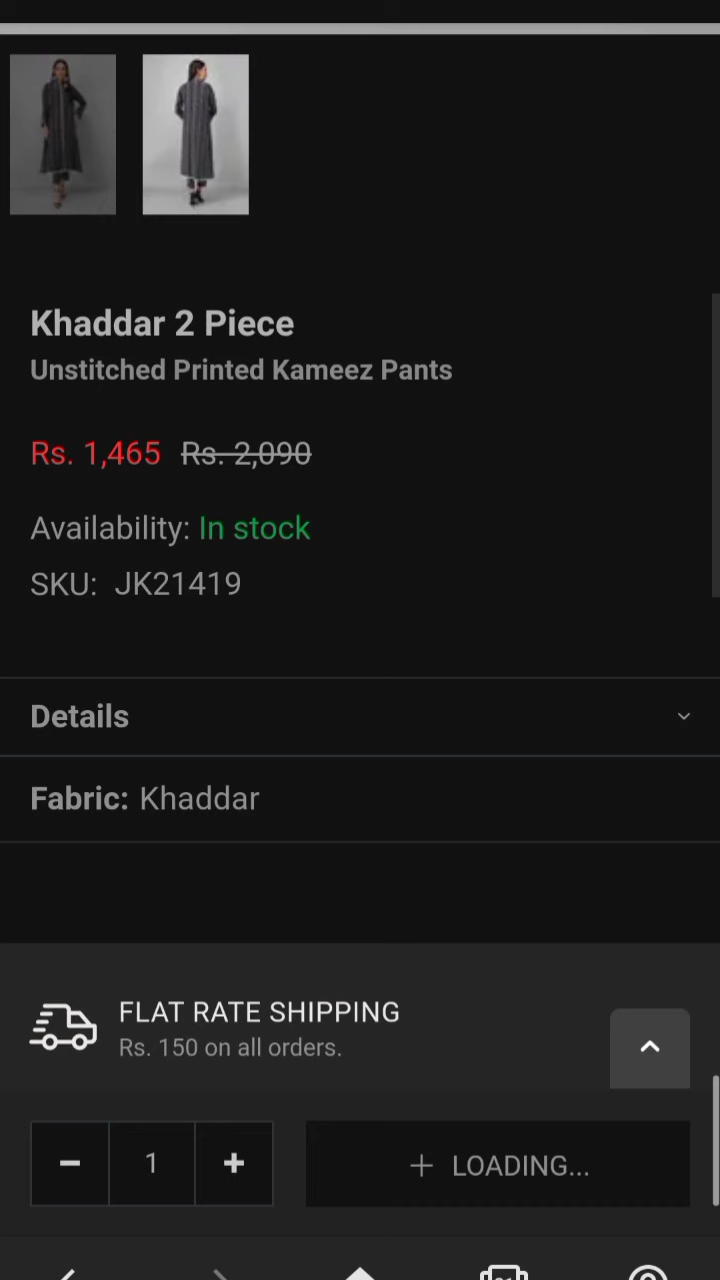 Khaddar 2 Piece
Unstitched Printed Kameez Pants
Rs. 1,465 Rs. 2,090
Availability: In stock
SKU: JK21419
Details
Fabric: Khaddar
FLAT RATE SHIPPING
Rs. 150 on all orders.
1
LOADING...